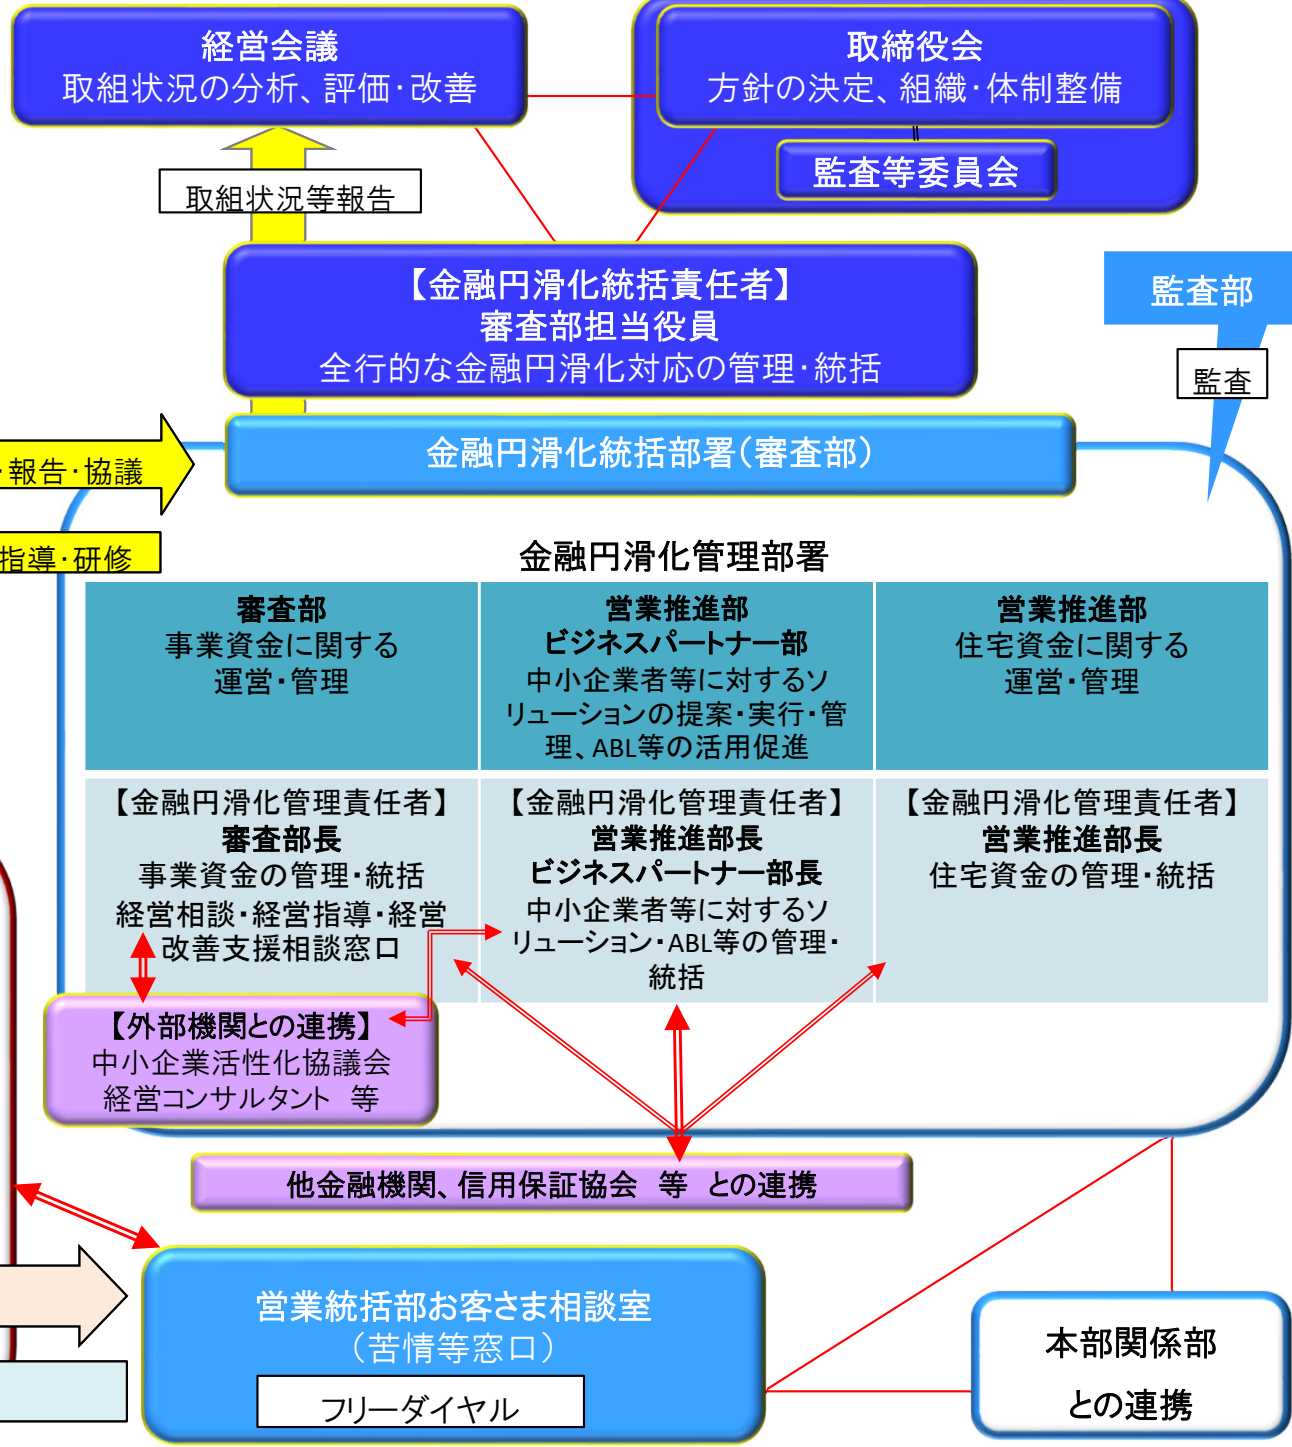 経営会議
取組状況の分析、評価・改善
取締役会
方針の決定、組織・体制整備
監査等委員会
取組状況等報告
【金融円滑化統括責任者】
審査部担当役員
全行的な金融円滑化対応の管理・統括
監査部
監査
金融円滑化統括部署（審査部）
・報告・協議
指導・研修
金融円滑化管理部署
審査部
事業資金に関する
運営・管理
営業推進部
ビジネスパートナー部
中小企業者等に対するソ
リューションの提案・実行・管
理、ABL等の活用促進
営業推進部
住宅資金に関する
運営・管理
【金融円滑化管理責任者】
審査部長
事業資金の管理・統括
経営相談・経営指導・経営
改善支援相談窓口
【金融円滑化管理責任者】
営業推進部長
ビジネスパートナー部長
中小企業者等に対するソ
リューション・ABL等の管理・
統括
【金融円滑化管理責任者】
営業推進部長
住宅資金の管理・統括
【外部機関との連携】
中小企業活性化協議会
経営コンサルタント　等
他金融機関、信用保証協会　等　との連携
営業統括部お客さま相談室
（苦情等窓口）
フリーダイヤル
本部関係部
との連携